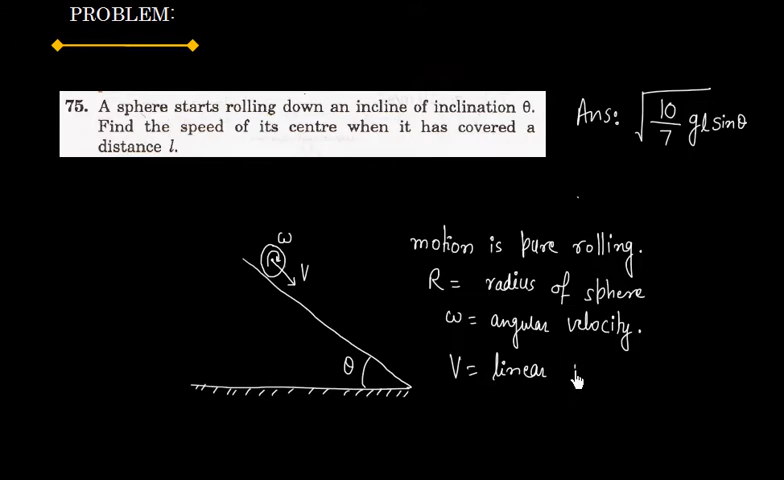 PROBLEM:
75. A sphere starts rolling down an incline of inclination θ.
Find the speed of its centre when it has covered a
distance l.
Ans: √(10/7 gl sinθ)
ω
R
V
θ
motion is pure rolling.
R = radius of sphere
ω = angular velocity.
V = linear